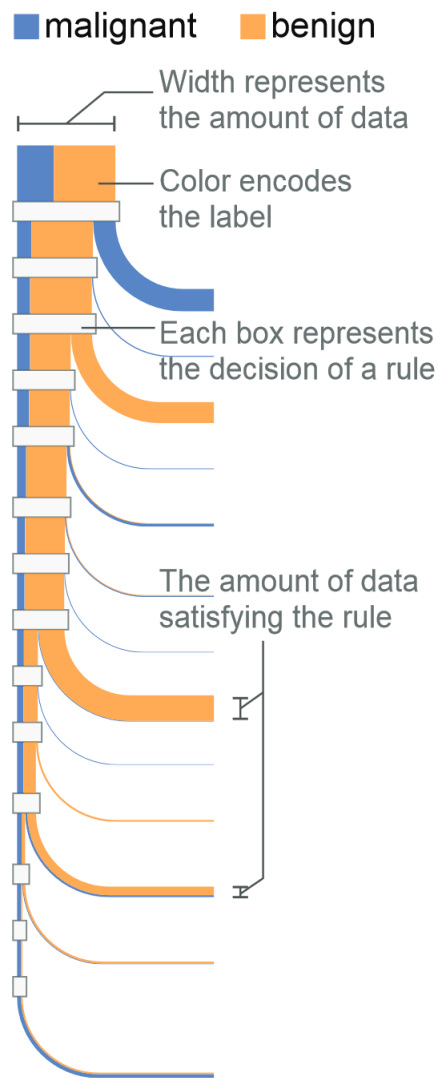 malignant benign
Width represents
the amount of data
Color encodes
the label
Each box represents
the decision of a rule
The amount of data
satisfying the rule